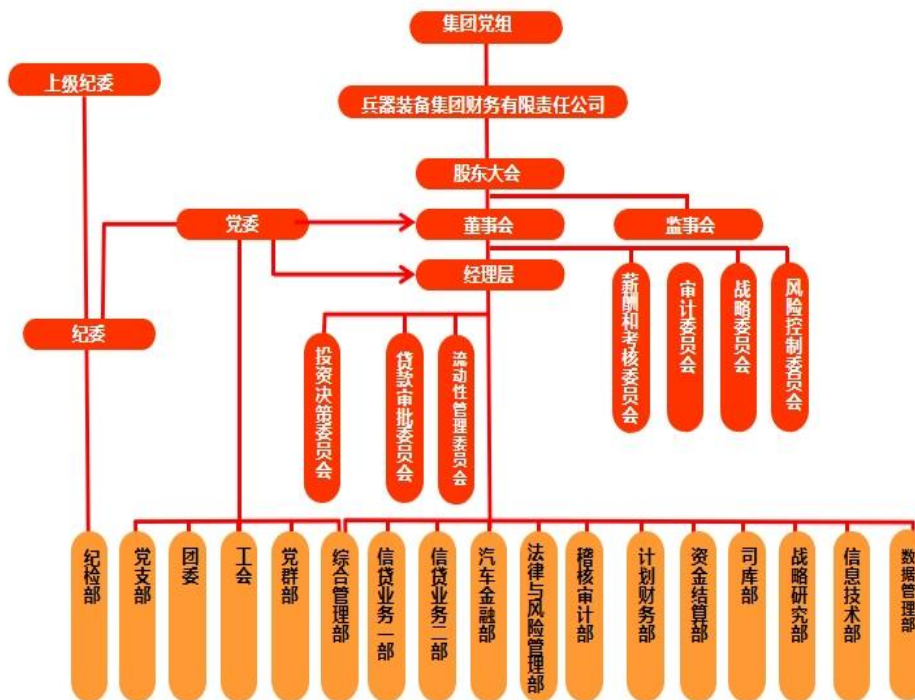 集团党组
上级纪委
兵器装备集团财务有限责任公司
股东大会
党委
董事会
监事会
经理层
纪委
薪酬和考核委员会
审计委员会
战略委员会
风险控制委员会
投资决策委员会
贷款审批委员会
流动性管理委员会
纪检部
党支部
团委
工会
党群部
综合管理部
信贷业务一部
信贷业务二部
汽车金融部
法律与风险管理部
稽核审计部
计划财务部
资金结算部
司库部
战略研究部
信息技术部
数据管理部